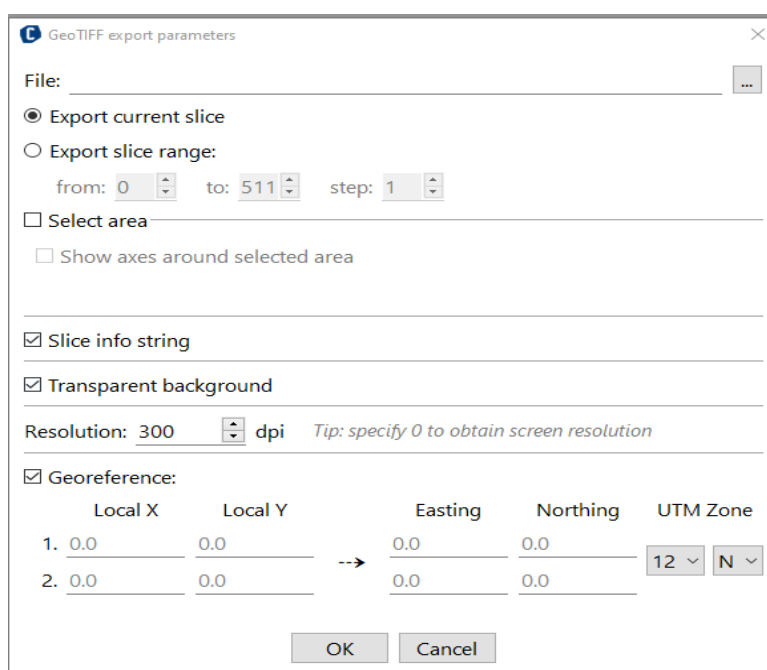 GeoTIFF export parameters
File: ...
Export current slice
Export slice range:
from: 0 to: 511 step: 1
Select area
Show axes around selected area
Slice info string
Transparent background
Resolution: 300 dpi Tip: specify 0 to obtain screen resolution
Georeference:
Local X Local Y Easting Northing UTM Zone
1. 0.0 0.0 --> 0.0 0.0 12 N
2. 0.0 0.0 0.0 0.0
OK Cancel